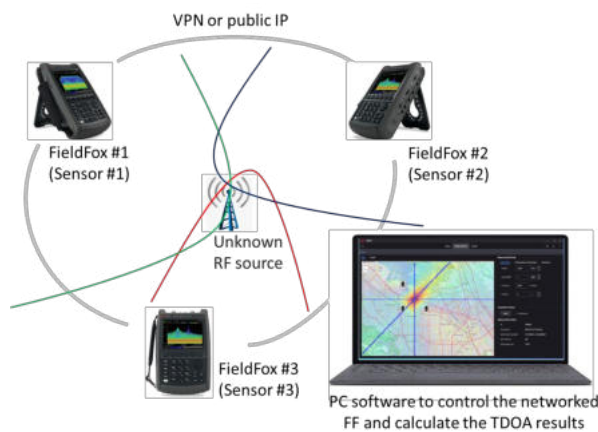 VPN or public IP
FieldFox #1
(Sensor #1)
FieldFox #2
(Sensor #2)
Unknown
RF source
FieldFox #3
(Sensor #3)
PC software to control the networked
FF and calculate the TDOA results